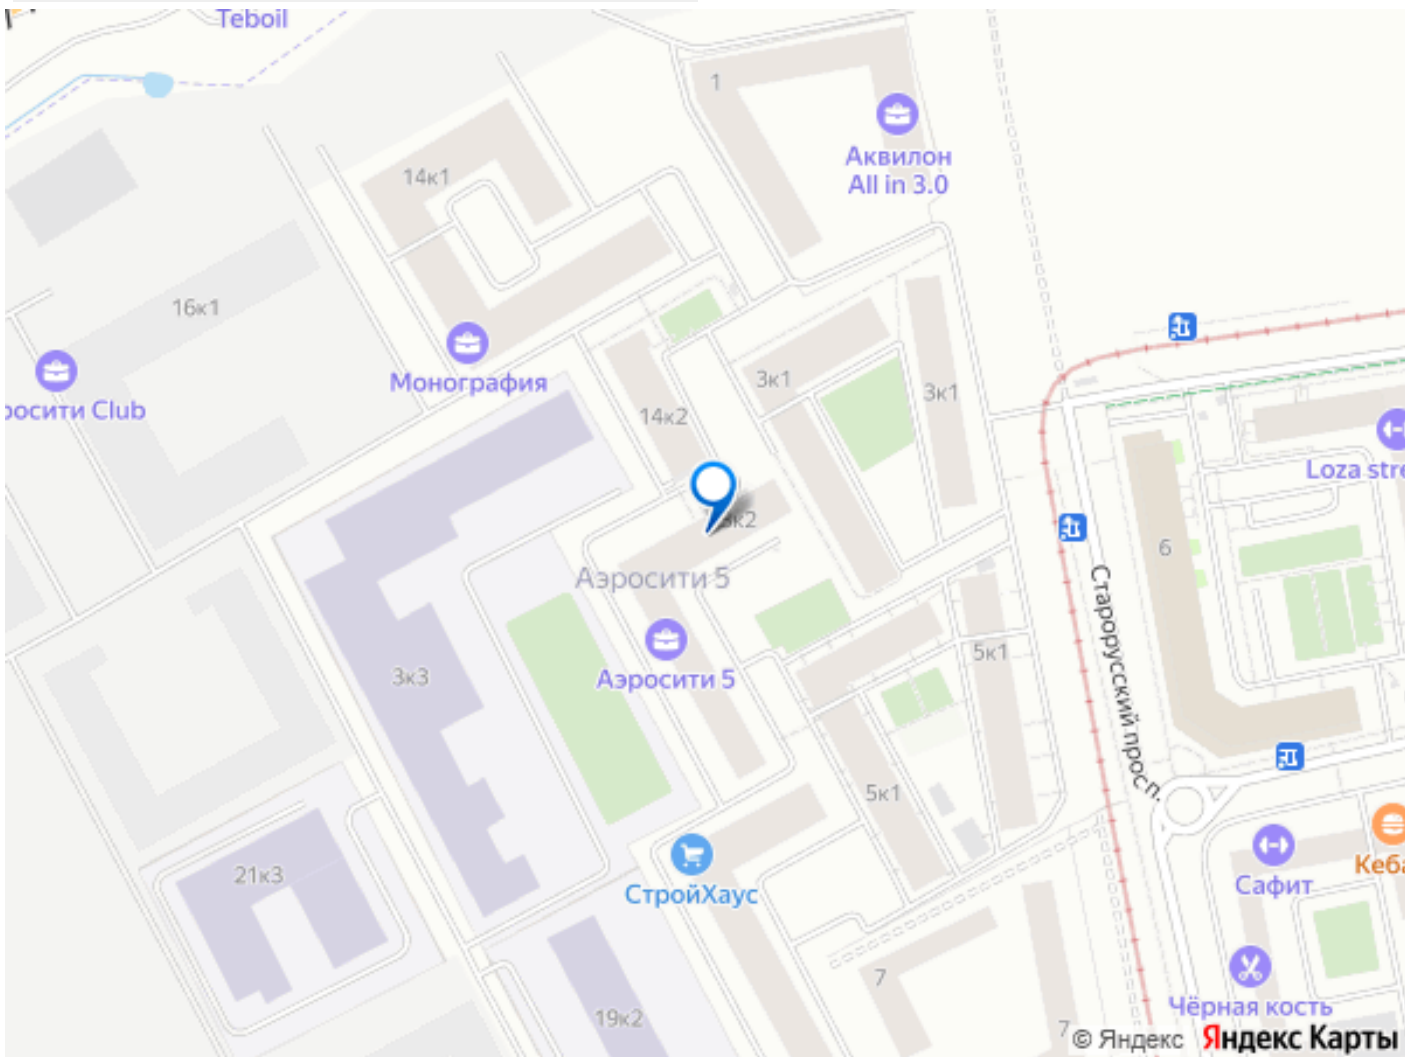 Teboil
1
Аквилон
All in 3.0
14к1
16к1
Монография
росити Club
3к1
3к1
14к2
Loza stre
3к2
6
Аэросити 5
Старорусский просп.
Аэросити 5
5к1
3к3
5к1
21к3
СтройХаус
Сафит
Кеба
7
Чёрная кость
19к2
7
© Яндекс Яндекс Карты